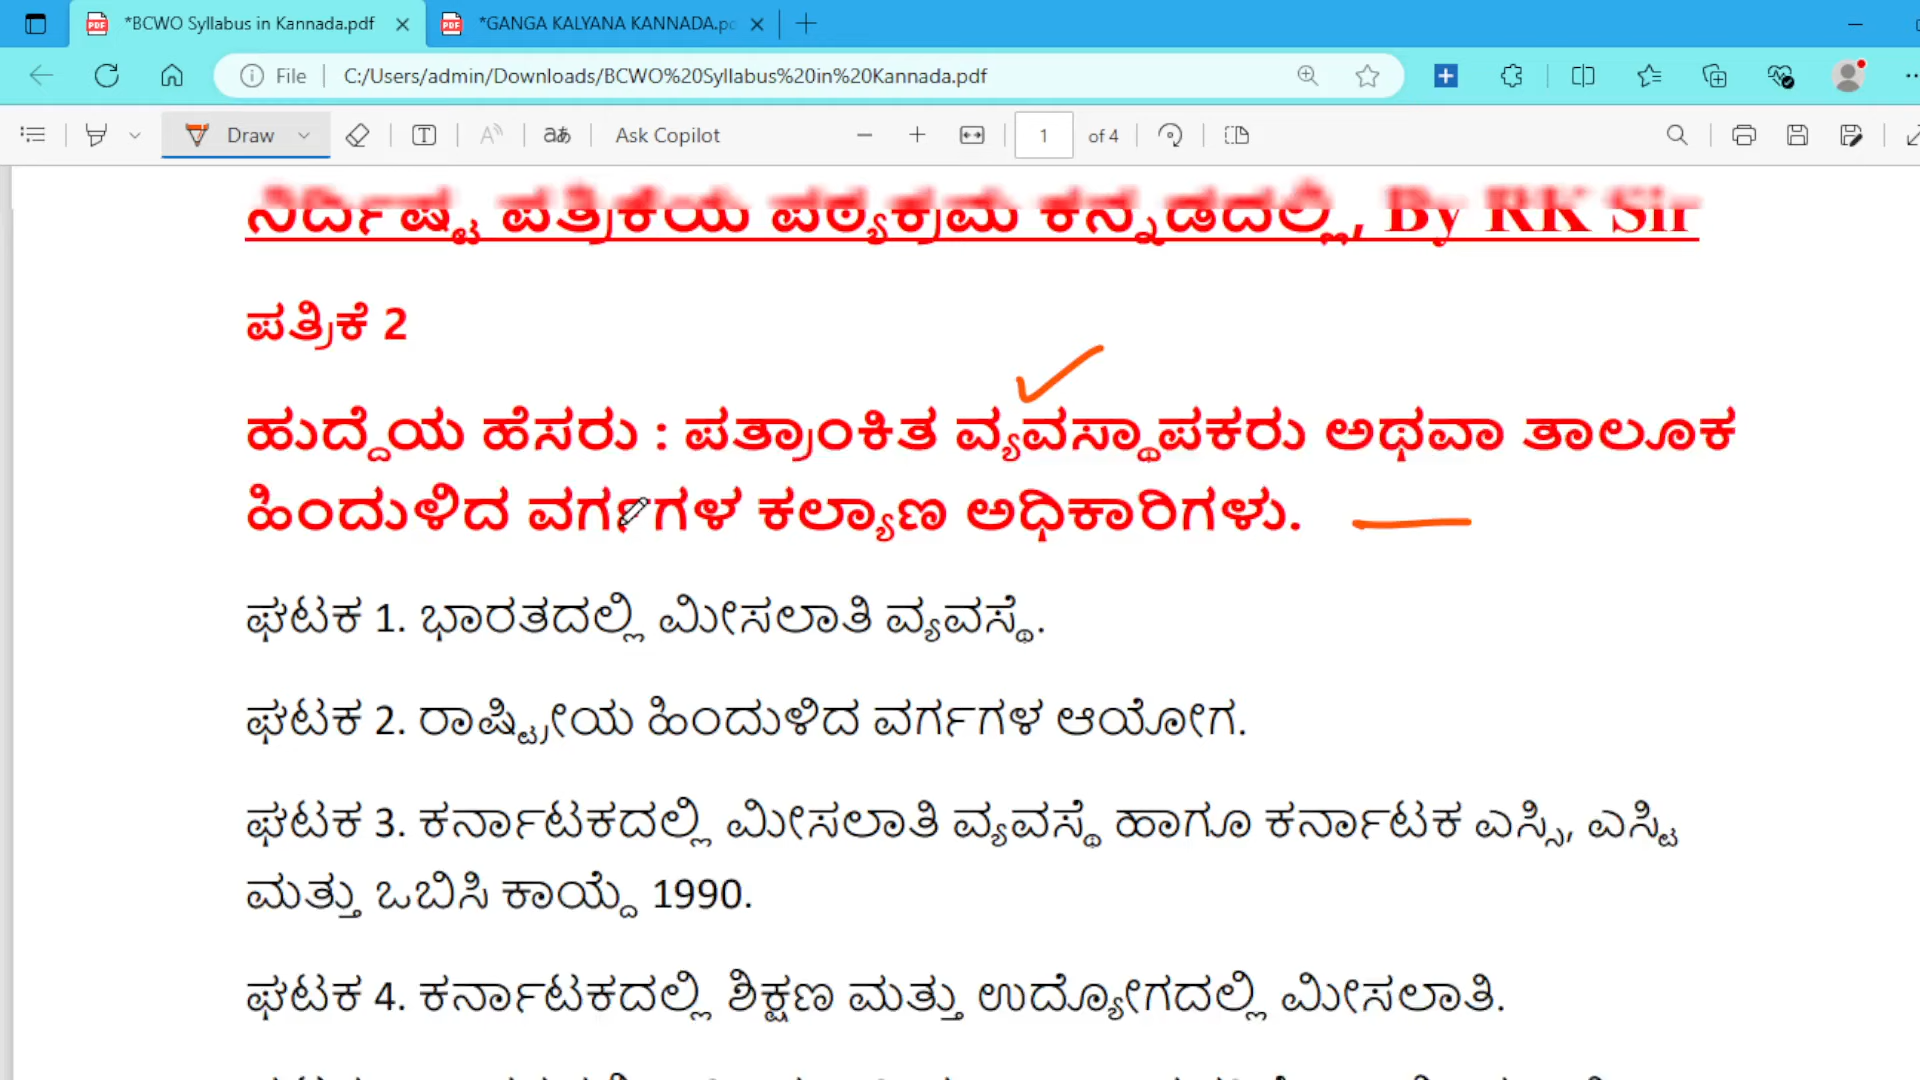 *BCWO Syllabus in Kannada.pdf
*GANGA KALYANA KANNADA.pd
File
C:/Users/admin/Downloads/BCWO%20Syllabus%20in%20Kannada.pdf
Draw
Ask Copilot
1 of 4
ನಿರ್ದಿಷ್ಟ ಪತ್ರಿಕೆಯ ಪಠ್ಯಕ್ರಮ ಕನ್ನಡದಲ್ಲಿ, By RK Sir
ಪತ್ರಿಕೆ 2
ಹುದ್ದೆಯ ಹೆಸರು : ಪತ್ರಾಂಕಿತ ವ್ಯವಸ್ಥಾಪಕರು ಅಥವಾ ತಾಲೂಕ
ಹಿಂದುಳಿದ ವರ್ಗಗಳ ಕಲ್ಯಾಣ ಅಧಿಕಾರಿಗಳು.
ಘಟಕ 1. ಭಾರತದಲ್ಲಿ ಮೀಸಲಾತಿ ವ್ಯವಸ್ಥೆ.
ಘಟಕ 2. ರಾಷ್ಟ್ರೀಯ ಹಿಂದುಳಿದ ವರ್ಗಗಳ ಆಯೋಗ.
ಘಟಕ 3. ಕರ್ನಾಟಕದಲ್ಲಿ ಮೀಸಲಾತಿ ವ್ಯವಸ್ಥೆ ಹಾಗೂ ಕರ್ನಾಟಕ ಎಸ್ಸಿ, ಎಸ್ಟಿ
ಮತ್ತು ಒಬಿಸಿ ಕಾಯ್ದೆ 1990.
ಘಟಕ 4. ಕರ್ನಾಟಕದಲ್ಲಿ ಶಿಕ್ಷಣ ಮತ್ತು ಉದ್ಯೋಗದಲ್ಲಿ ಮೀಸಲಾತಿ.